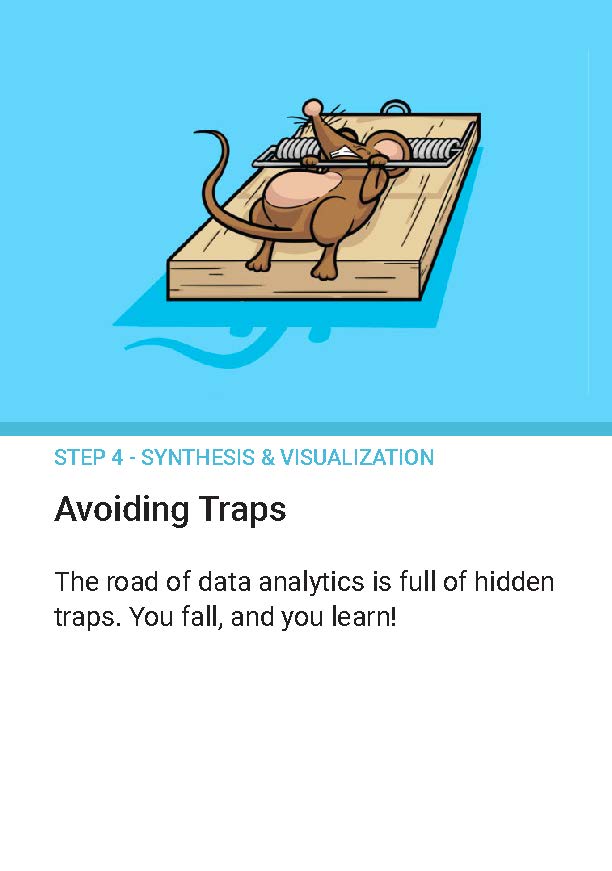 STEP 4 - SYNTHESIS & VISUALIZATION
Avoiding Traps
The road of data analytics is full of hidden
traps. You fall, and you learn!